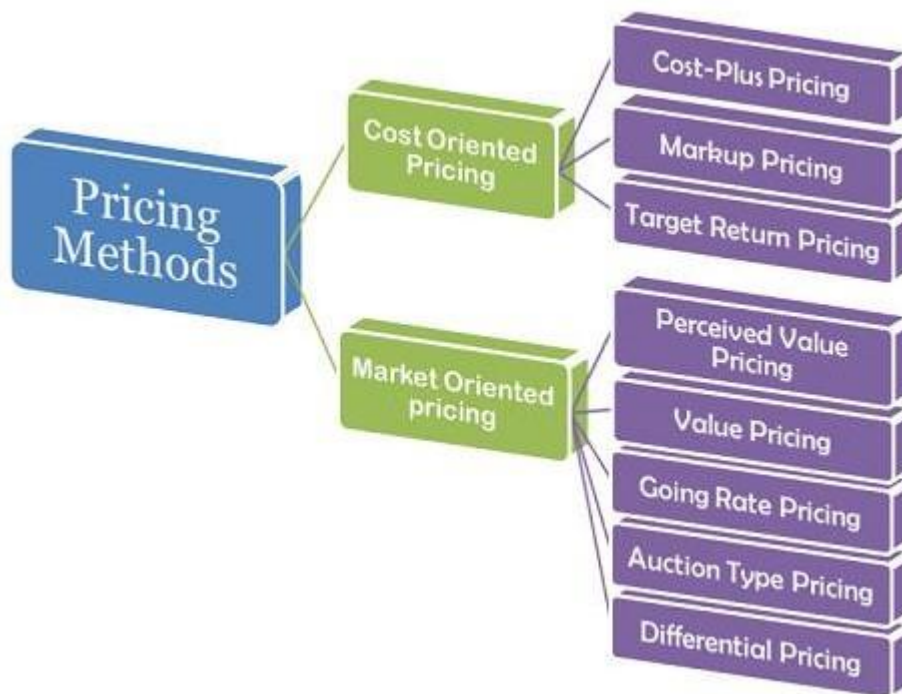 Pricing
Methods
Cost Oriented
Pricing
Cost-Plus Pricing
Markup Pricing
Target Return Pricing
Market Oriented
pricing
Perceived Value
Pricing
Value Pricing
Going Rate Pricing
Auction Type Pricing
Differential Pricing